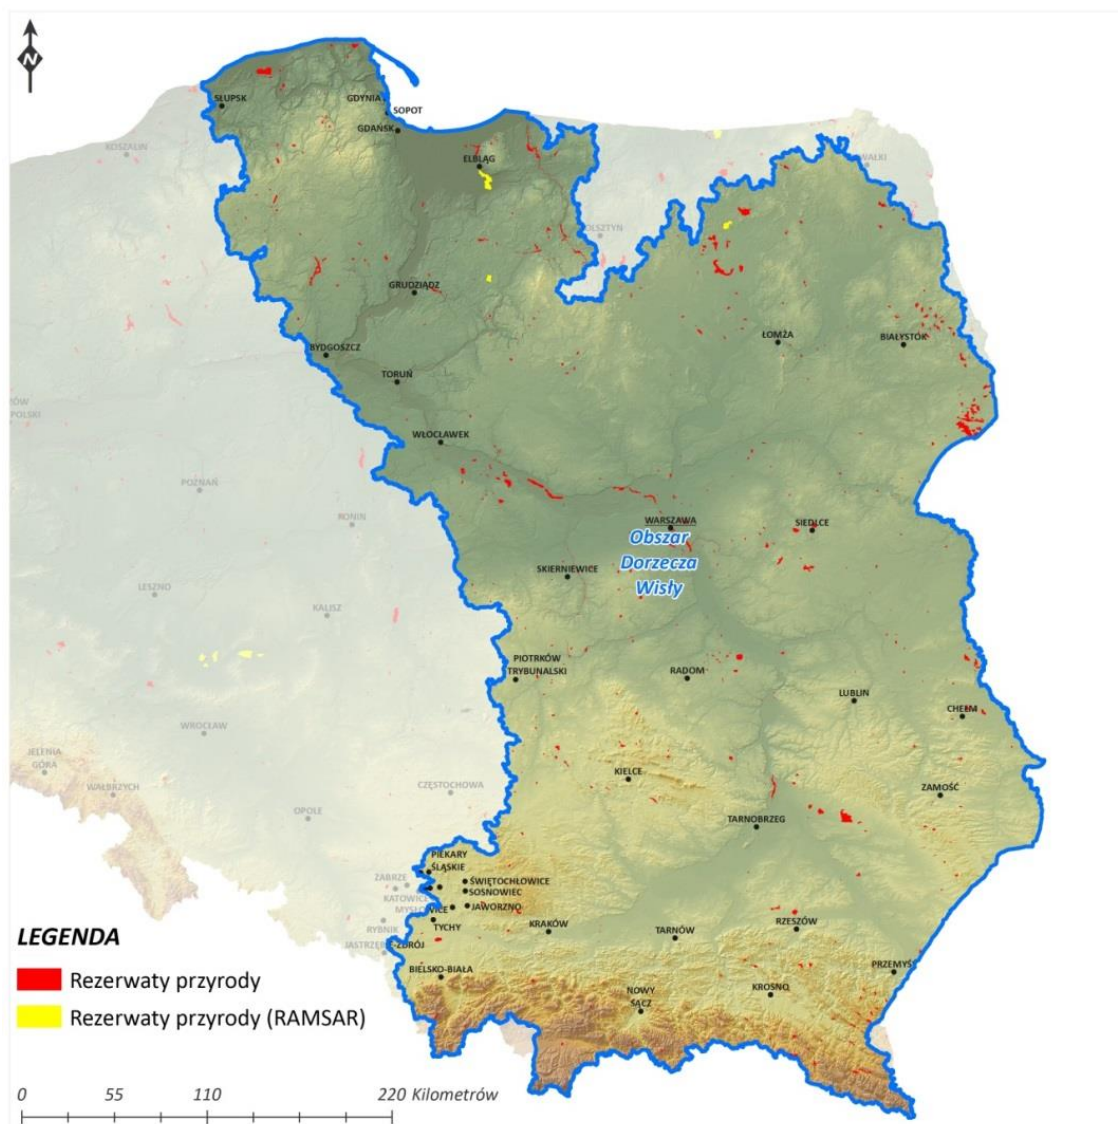 N
SŁUPSK
GDYNIA
SOPOT
GDAŃSK
KOSZALIN
ELBLĄG
WAŁKI
OLSZTYN
GRUDZIĄDZ
ŁOMŻA
BIAŁYSTOK
BYDGOSZCZ
TORUŃ
POLSKI
WŁOCŁAWEK
POZNAŃ
KONIN
WARSZAWA
SIEDLCE
Obszar
Dorzecza
Wisły
SKIERNIEWICE
LESZNO
KALISZ
PIOTRKÓW
TRYBUNALSKI
RADOM
LUBLIN
CHEŁM
WROCŁAW
JELENIA
GÓRA
KIELCE
WAŁBRZYCH
CZĘSTOCHOWA
ZAMOŚĆ
OPOLE
TARNOBRZEG
PIEKARY
ŚLĄSKIE
ZABRZE
ŚWIĘTOCHŁOWICE
KATOWICE
SOSNOWIEC
JAWORZNO
RYBNIK
TYCHY
KRAKÓW
TARNÓW
RZESZÓW
BIELSKO-BIAŁA
PRZEMYŚL
NOWY
SĄCZ
KROSNO
LEGENDA
Rezerwaty przyrody
Rezerwaty przyrody (RAMSAR)
0 55 110 220 Kilometrów